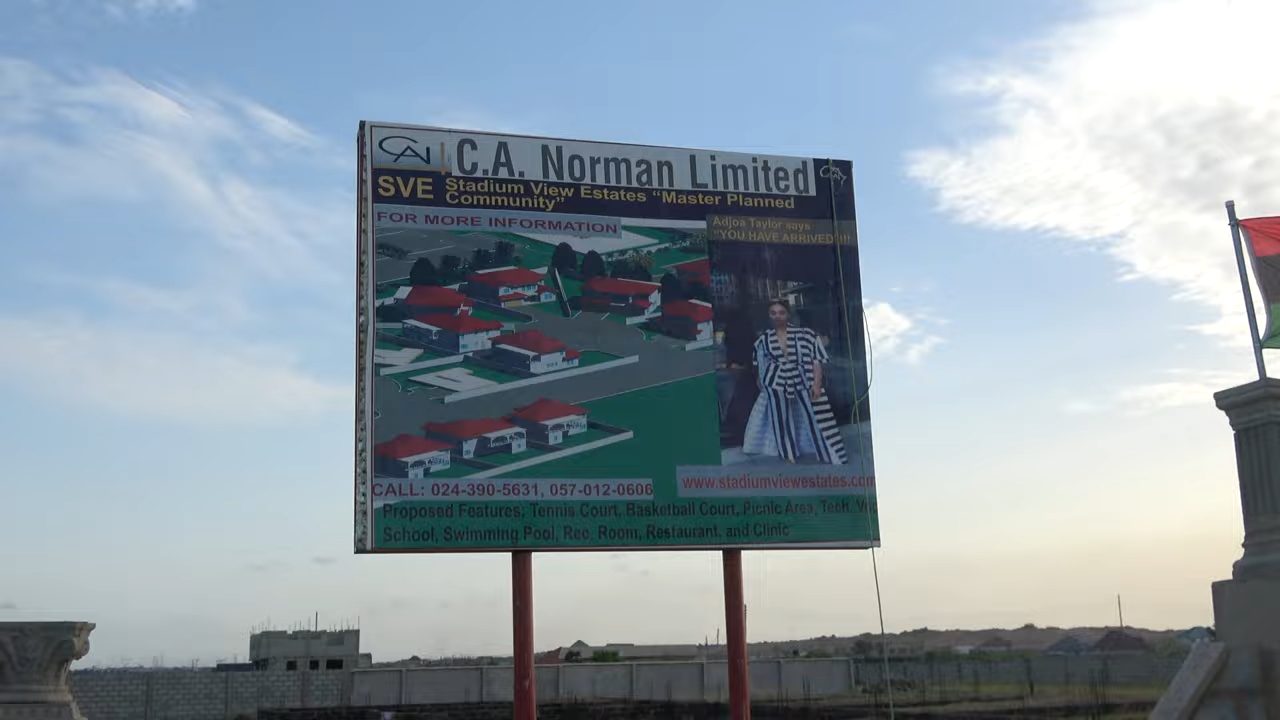 CAN
C.A. Norman Limited
SVE
Stadium View Estates “Master Planned
Community”
FOR MORE INFORMATION
Adjoa Taylor says
“YOU HAVE ARRIVED”!!!
CALL: 024-390-5631, 057-012-0606
www.stadiumviewestates.com
Proposed Features: Tennis Court, Basketball Court, Picnic Area, Tech. Voc
School, Swimming Pool, Rec. Room, Restaurant, and Clinic